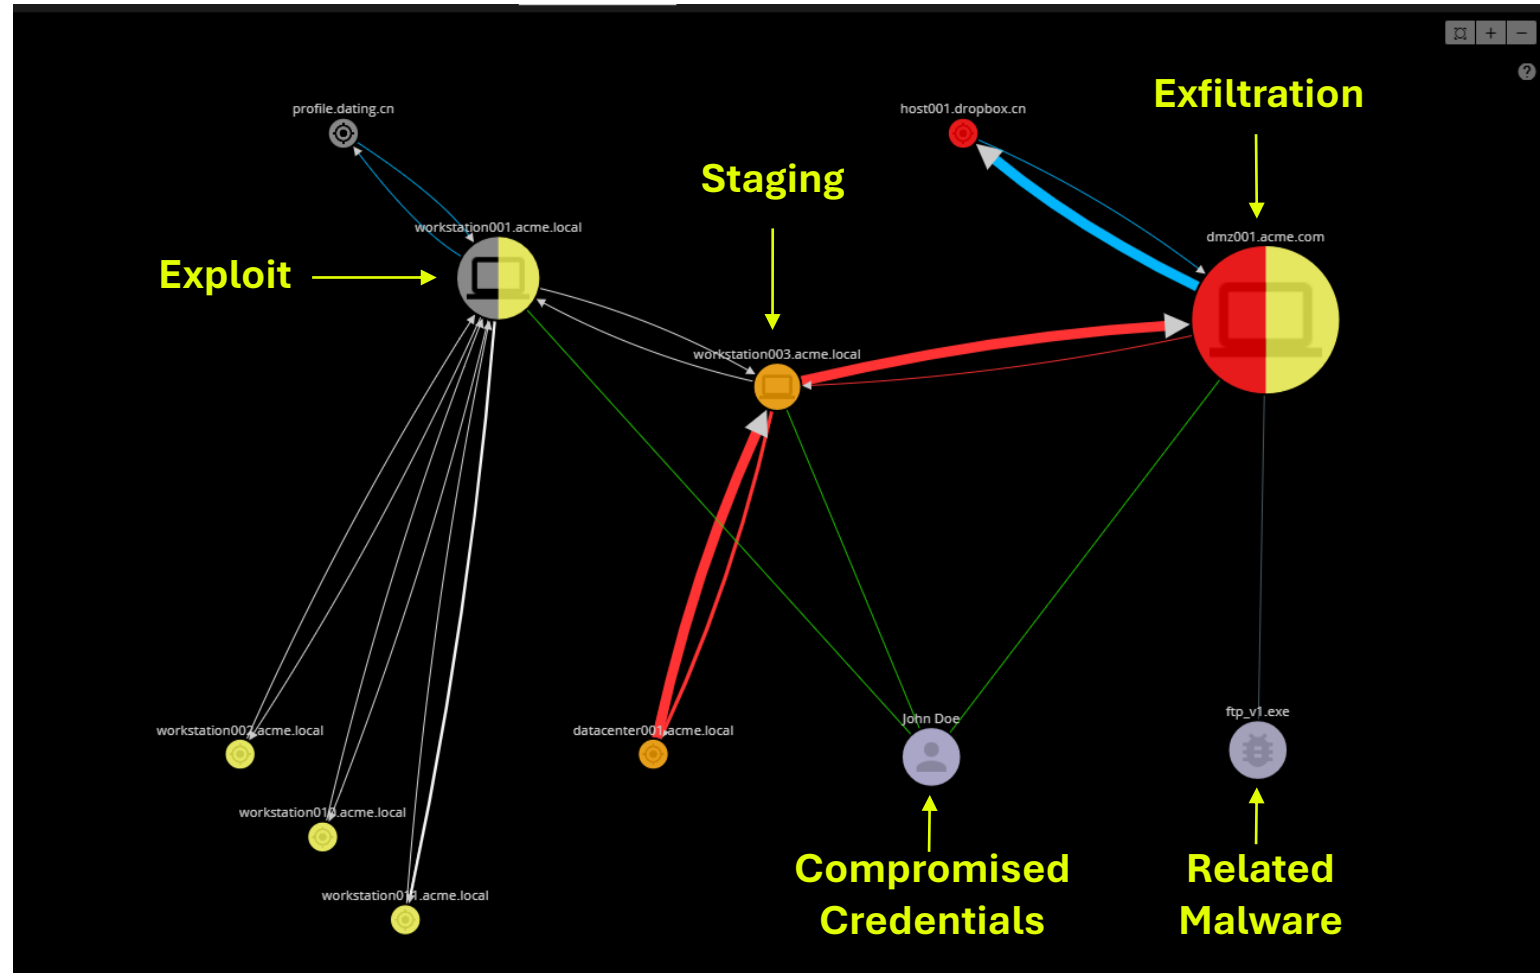 Exfiltration
profile.dating.cn
host001.dropbox.cn
Staging
workstation001.acme.local
dmz001.acme.com
Exploit
workstation003.acme.local
John Doe
ftp_v1.exe
workstation002.acme.local
datacenter001.acme.local
workstation010.acme.local
Compromised
Credentials
Related
Malware
workstation011.acme.local